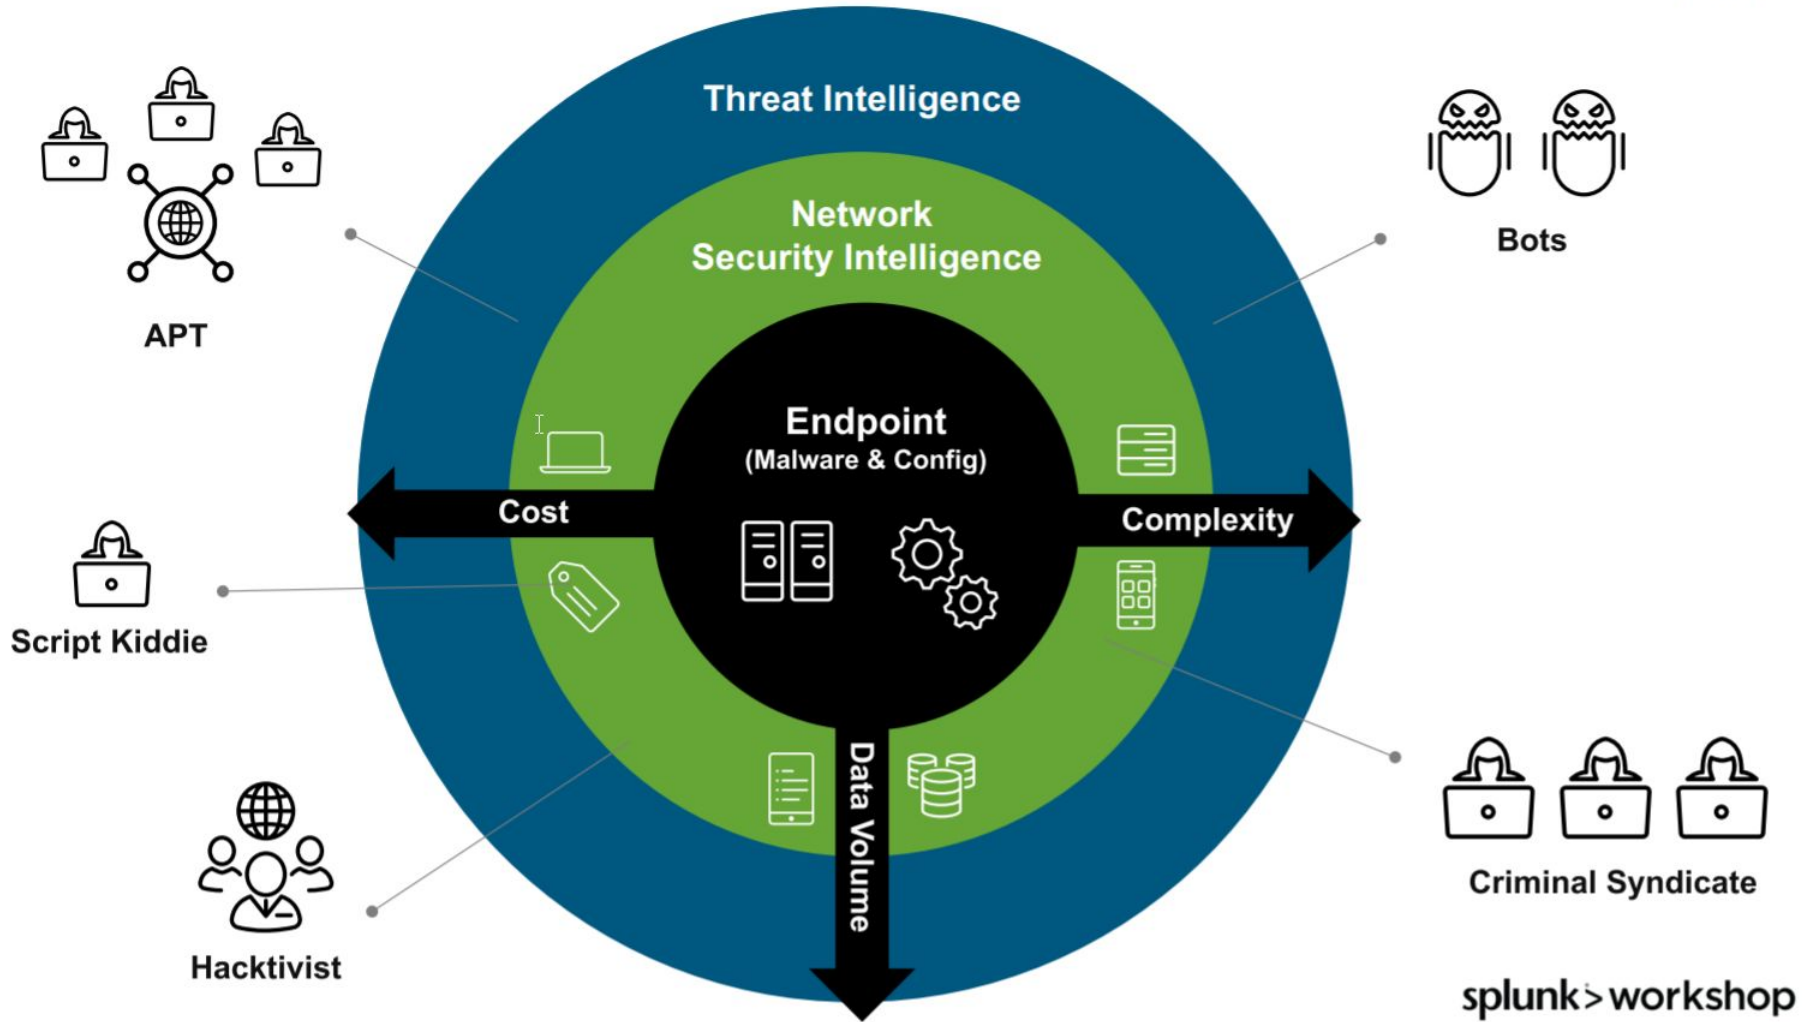 Threat Intelligence
Network
Security Intelligence
Bots
APT
Endpoint
(Malware & Config)
Cost
Complexity
Script Kiddie
Data Volume
Criminal Syndicate
Hacktivist
splunk> workshop